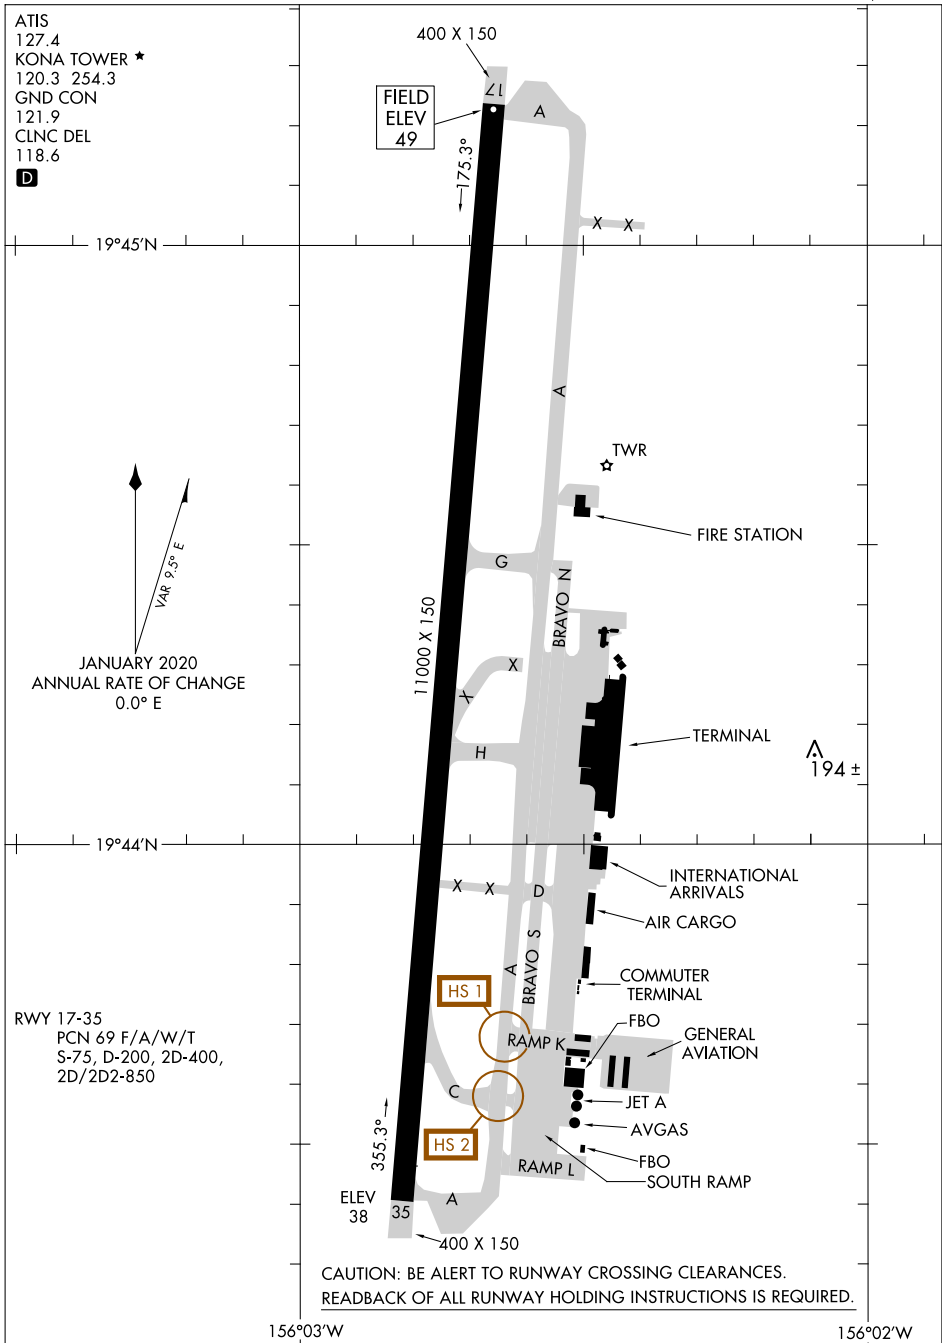 ATIS
127.4
KONA TOWER ★
120.3 254.3
GND CON
121.9
CLNC DEL
118.6
D
400 X 150
17
FIELD
ELEV
49
A
175.3°
X X
19°45'N
A
TWR
FIRE STATION
VAR 9.5° E
G
BRAVO N
11000 X 150
JANUARY 2020
ANNUAL RATE OF CHANGE
0.0° E
X
X
H
TERMINAL
194 ±
19°44'N
X X
D
INTERNATIONAL
ARRIVALS
AIR CARGO
BRAVO S
A
COMMUTER
TERMINAL
HS 1
RWY 17-35
PCN 69 F/A/W/T
S-75, D-200, 2D-400,
2D/2D2-850
FBO
RAMP K
GENERAL
AVIATION
C
JET A
AVGAS
HS 2
355.3°
FBO
RAMP L
SOUTH RAMP
ELEV
38
35
A
400 X 150
CAUTION: BE ALERT TO RUNWAY CROSSING CLEARANCES.
READBACK OF ALL RUNWAY HOLDING INSTRUCTIONS IS REQUIRED.
156°03'W
156°02'W